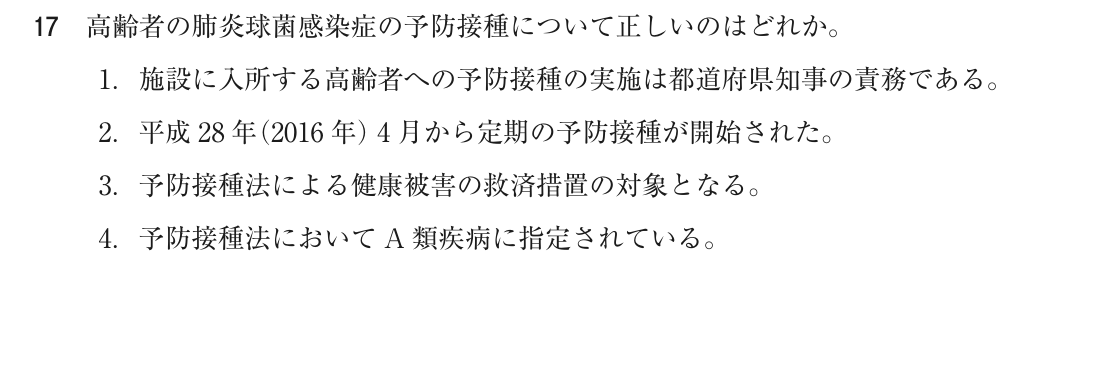 17 高齢者の肺炎球菌感染症の予防接種について正しいのはどれか。
1. 施設に入所する高齢者への予防接種の実施は都道府県知事の責務である。
2. 平成 28 年(2016 年) 4 月から定期の予防接種が開始された。
3. 予防接種法による健康被害の救済措置の対象となる。
4. 予防接種法において A 類疾病に指定されている。